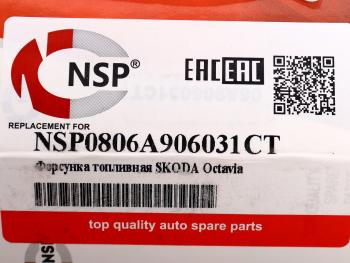 NSP®
EAC EAC
REPLACEMENT FOR
NSP0806A906031CT
Форсунка топливная SKODA Octavia
top quality auto spare parts